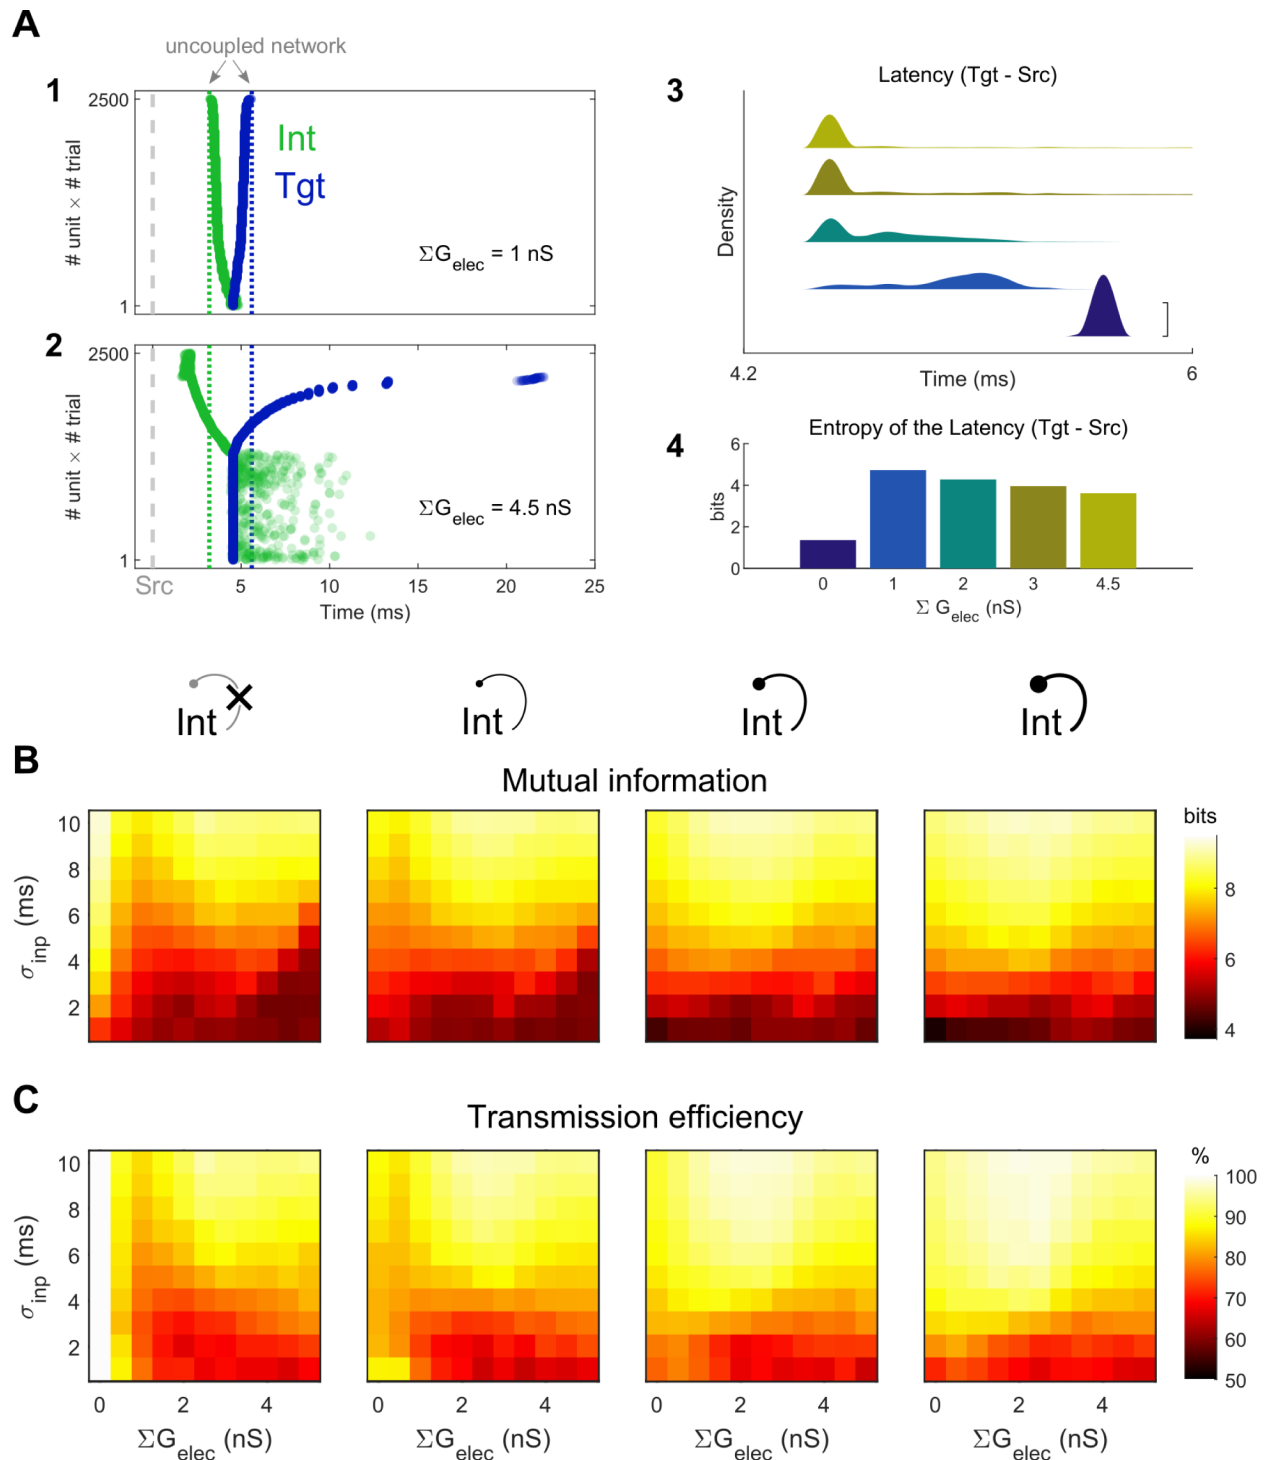 A
uncoupled network
1
2500
# unit × # trial
1
Int
Tgt
ΣGelec = 1 nS
2
2500
# unit × # trial
1
ΣGelec = 4.5 nS
Src
5
10
15
20
25
Time (ms)
3
Latency (Tgt - Src)
Density
4.2
6
Time (ms)
4
Entropy of the Latency (Tgt - Src)
6
4
2
0
bits
0
1
2
3
4.5
Σ Gelec (nS)
Int
Int
Int
Int
B
Mutual information
10
8
6
4
2
σinp (ms)
bits
8
6
4
C
Transmission efficiency
10
8
6
4
2
σinp (ms)
%
100
90
80
70
60
50
0 2 4
0 2 4
0 2 4
0 2 4
ΣGelec (nS)
ΣGelec (nS)
ΣGelec (nS)
ΣGelec (nS)